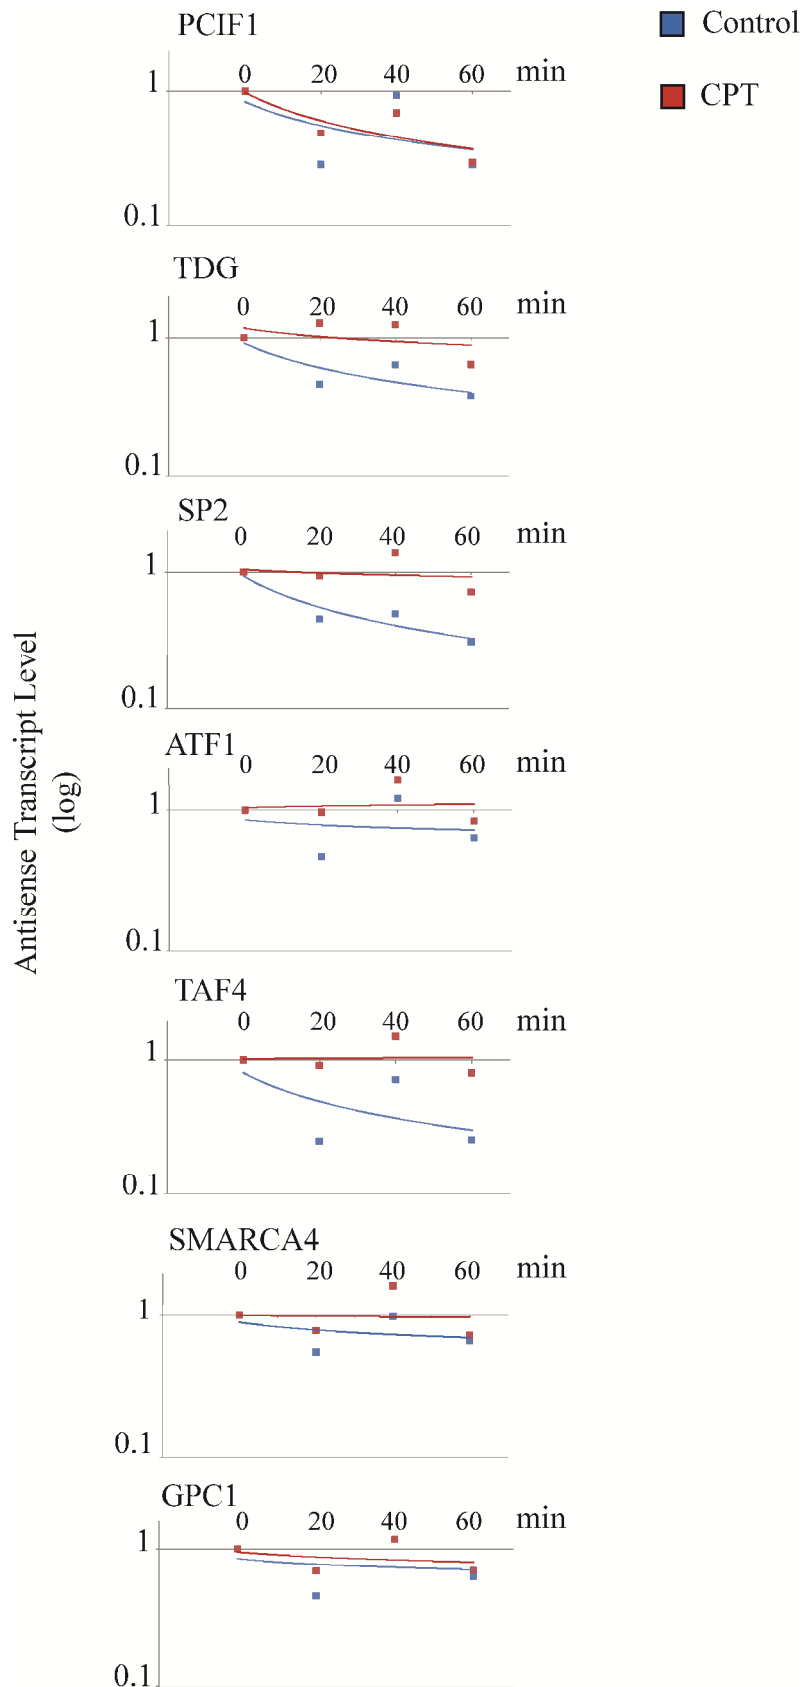 PCIF1
Control
0 20 40 60 min
1
CPT
0.1
TDG
0 20 40 60 min
1
0.1
SP2
0 20 40 60 min
1
0.1
Antisense Transcript Level
(log)
ATF1
0 20 40 60 min
1
0.1
TAF4
0 20 40 60 min
1
0.1
SMARCA4
0 20 40 60 min
1
0.1
GPC1
0 20 40 60 min
1
0.1